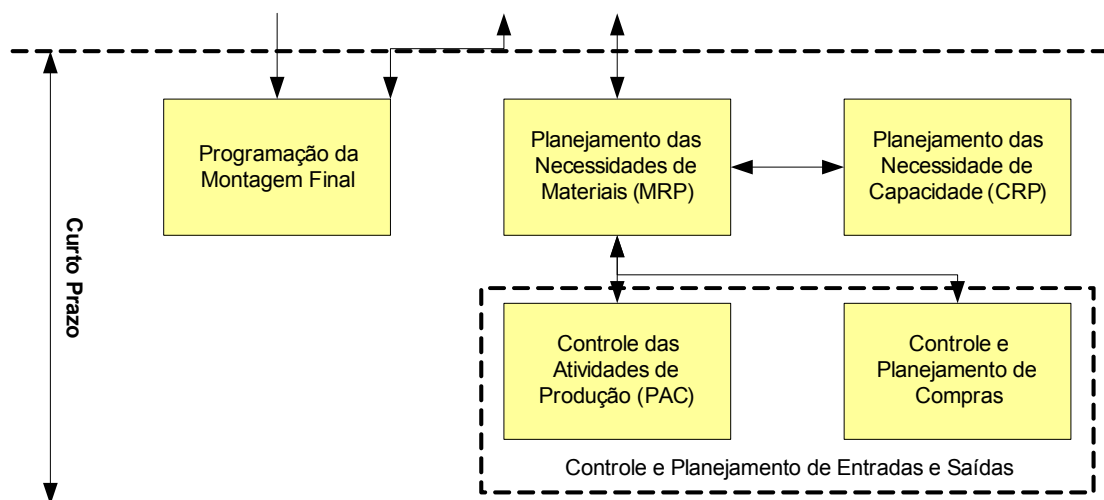 Programação da
Montagem Final
Planejamento das
Necessidades de
Materiais (MRP)
Planejamento das
Necessidade de
Capacidade (CRP)
Curto Prazo
Controle das
Atividades de
Produção (PAC)
Controle e
Planejamento de
Compras
Controle e Planejamento de Entradas e Saídas